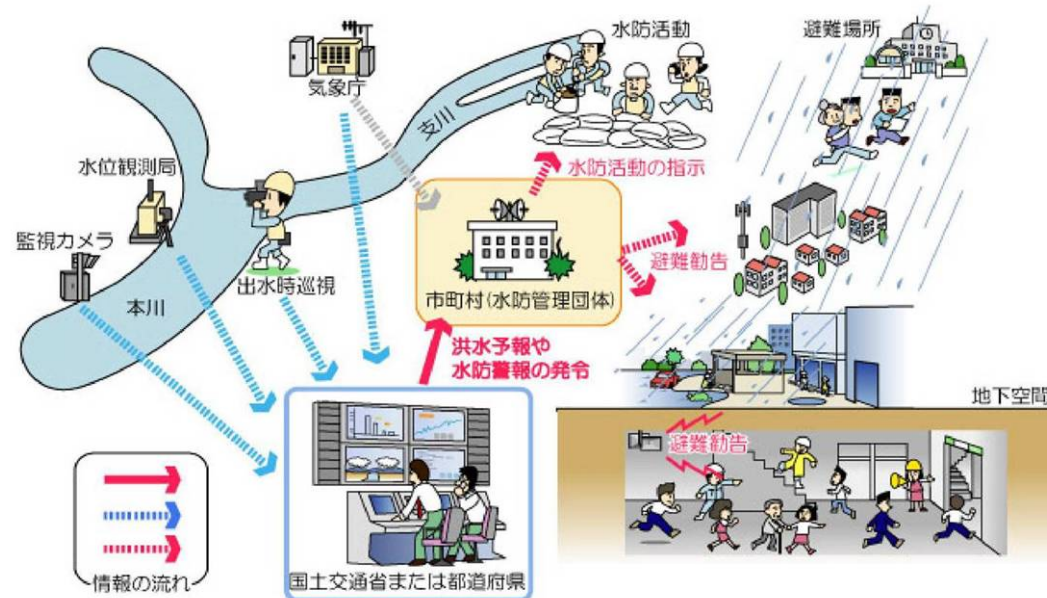 水防活動
避難場所
気象庁
支川
水位観測局
水防活動の指示
監視カメラ
避難勧告
出水時巡視
本川
市町村(水防管理団体)
洪水予報や
水防警報の発令
地下空間
避難勧告
情報の流れ
国土交通省または都道府県